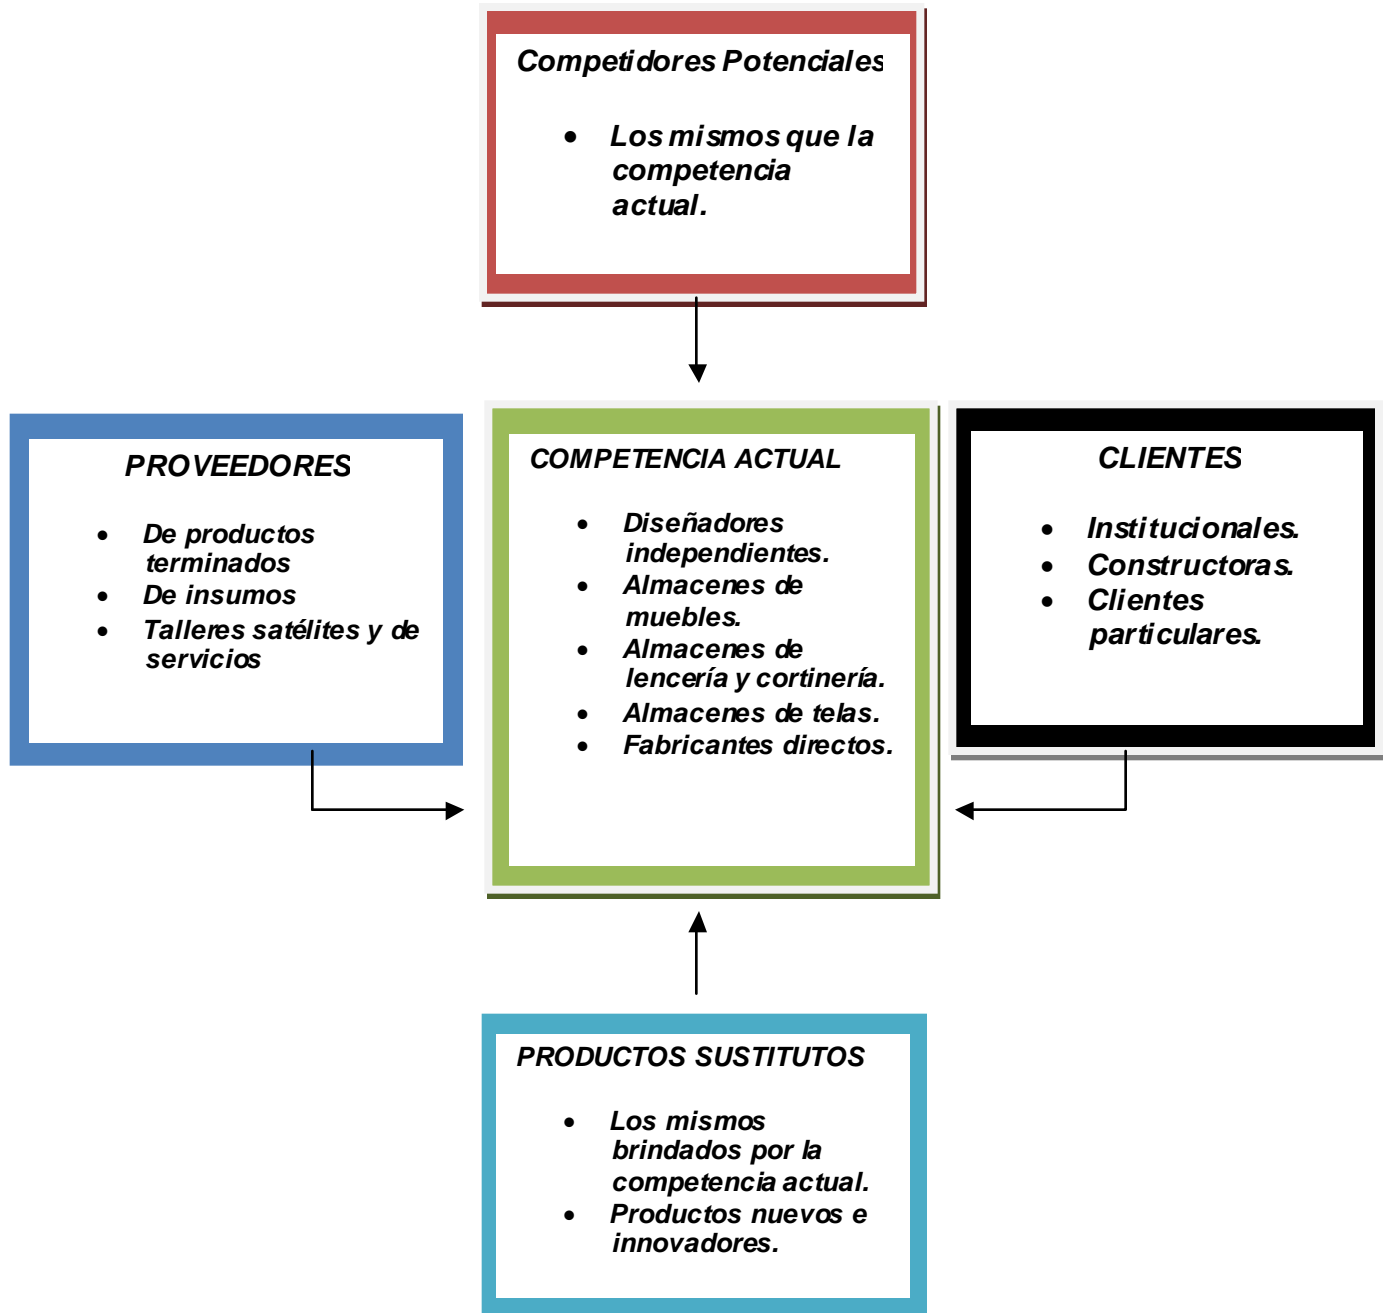 Competidores Potenciales
• Los mismos que la
competencia
actual.
PROVEEDORES
• De productos
terminados
• De insumos
• Talleres satélites y de
servicios
COMPETENCIA ACTUAL
• Diseñadores
independientes.
• Almacenes de
muebles.
• Almacenes de
lencería y cortinería.
• Almacenes de telas.
• Fabricantes directos.
CLIENTES
• Institucionales.
• Constructoras.
• Clientes
particulares.
PRODUCTOS SUSTITUTOS
• Los mismos
brindados por la
competencia actual.
• Productos nuevos e
innovadores.